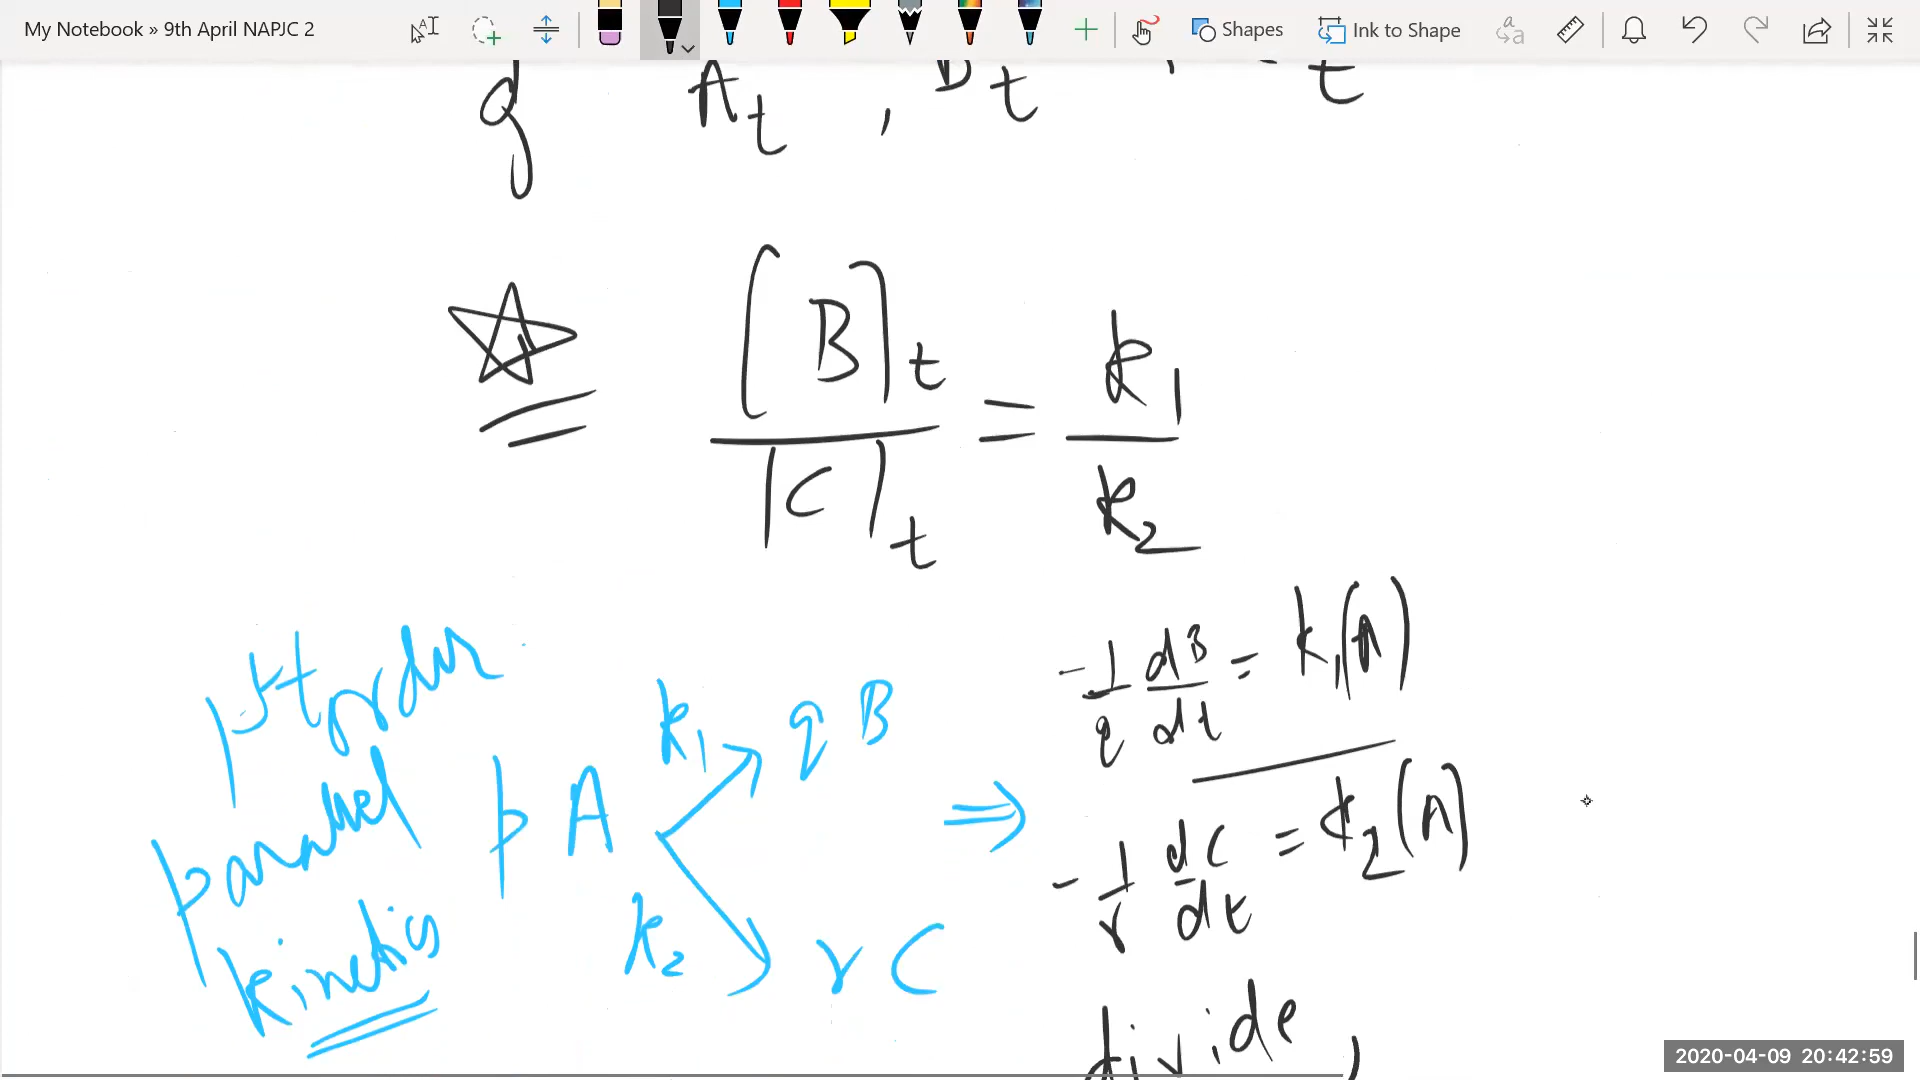 My Notebook » 9th April NAPJC 2
Shapes
Ink to Shape
A_t , B_t , t
[B]_t / [C]_t = k_1 / k_2
Ist order
parallel
kinetics
p A
k_1
q B
k_2
r C
⇒
-1/q dB/dt = k_1(A)
-1/r dC/dt = k_2(A)
divide,
2020-04-09 20:42:59